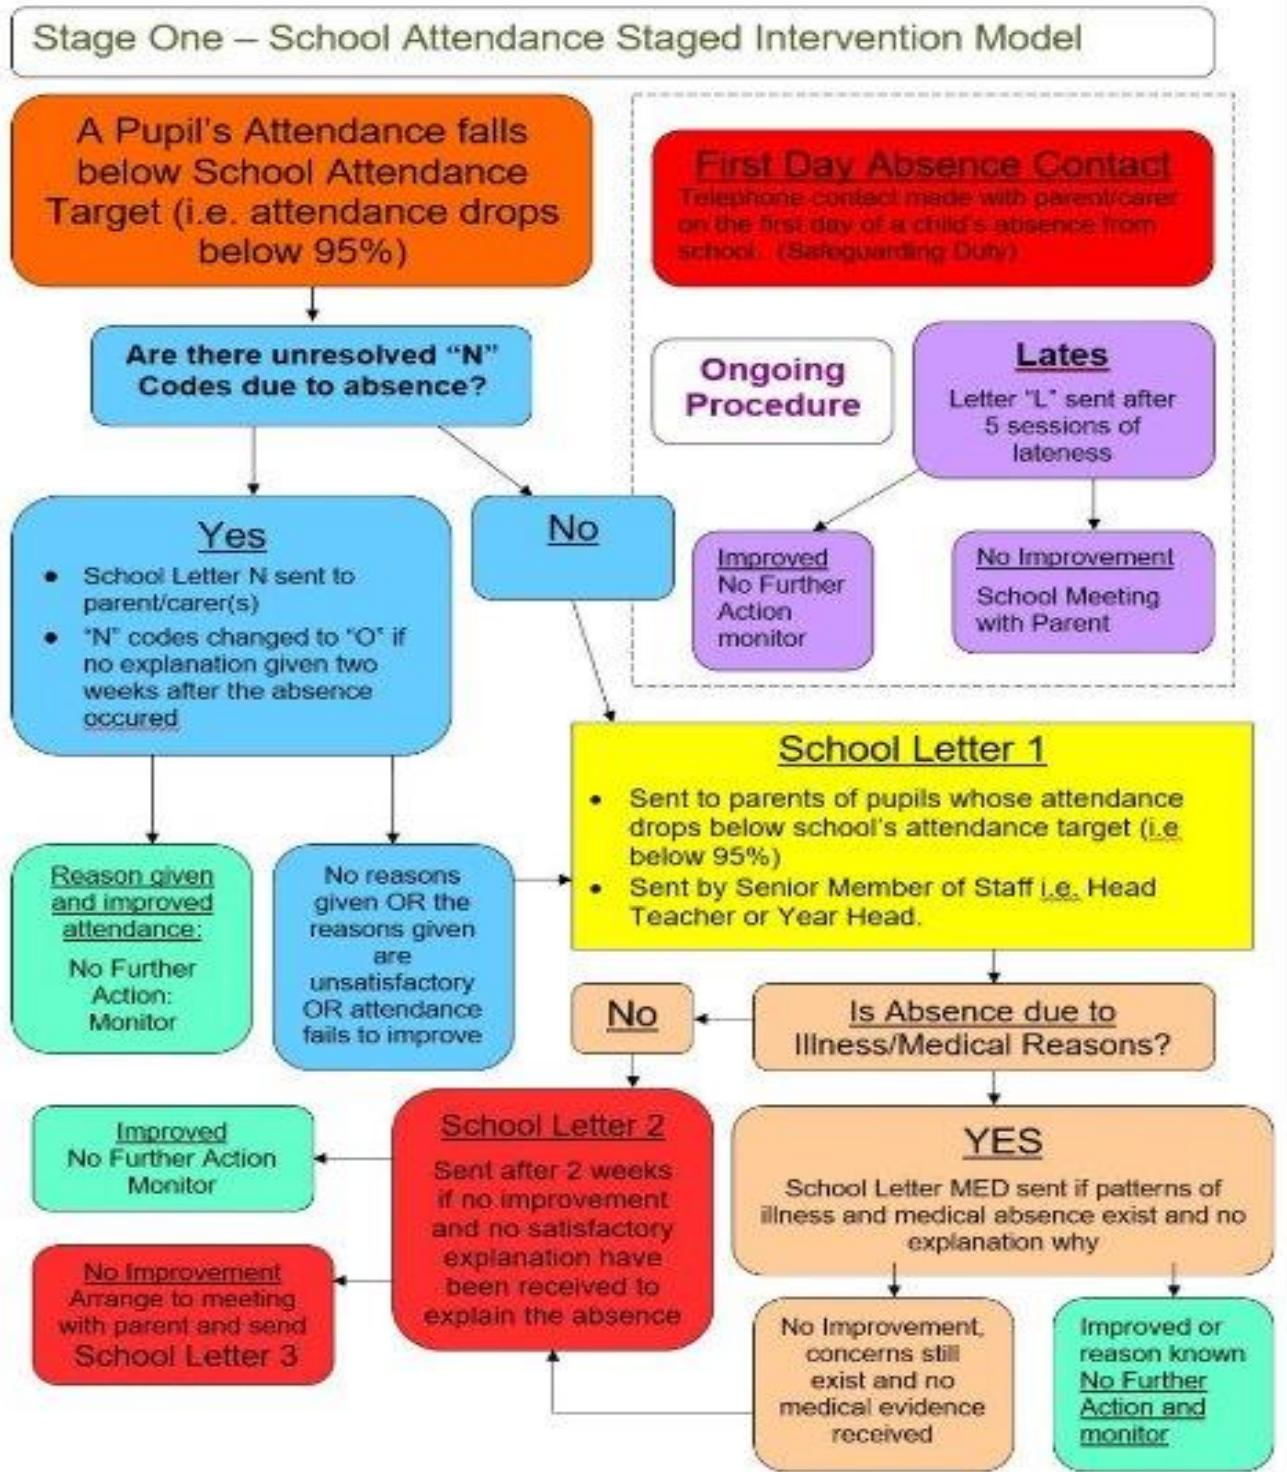 Stage One – School Attendance Staged Intervention Model
A Pupil's Attendance falls
below School Attendance
Target (i.e. attendance drops
below 95%)
First Day Absence Contact
Telephone contact made with parent/carer
on the first day of a child's absence from
school. (Safeguarding Duty)
Are there unresolved "N"
Codes due to absence?
Ongoing
Procedure
Lates
Letter "L" sent after
5 sessions of
lateness
Yes
• School Letter N sent to
parent/carer(s)
• "N" codes changed to "O" if
no explanation given two
weeks after the absence
occured
No
Improved
No Further
Action
monitor
No Improvement
School Meeting
with Parent
School Letter 1
• Sent to parents of pupils whose attendance
drops below school's attendance target (i.e
below 95%)
• Sent by Senior Member of Staff i.e. Head
Teacher or Year Head.
Reason given
and improved
attendance:
No Further
Action:
Monitor
No reasons
given OR the
reasons given
are
unsatisfactory
OR attendance
fails to improve
No
Is Absence due to
Illness/Medical Reasons?
Improved
No Further Action
Monitor
School Letter 2
Sent after 2 weeks
if no improvement
and no satisfactory
explanation have
been received to
explain the absence
YES
School Letter MED sent if patterns of
illness and medical absence exist and no
explanation why
No Improvement
Arrange to meeting
with parent and send
School Letter 3
No Improvement,
concerns still
exist and no
medical evidence
received
Improved or
reason known
No Further
Action and
monitor